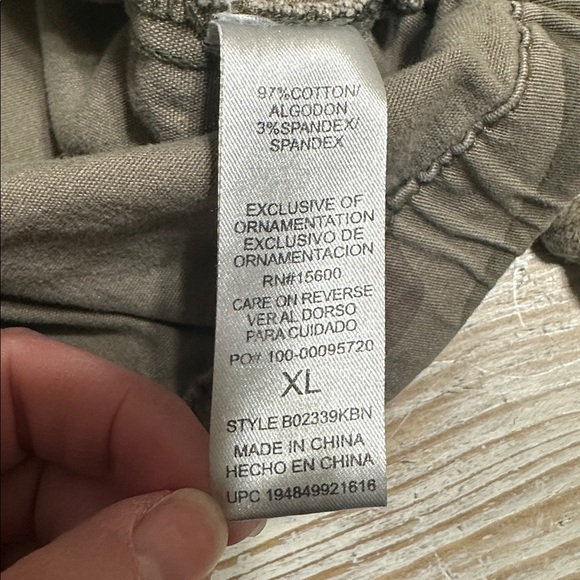 97%COTTON/
ALGODON
3%SPANDEX/
SPANDEX
EXCLUSIVE OF
ORNAMENTATION
EXCLUSIVO DE
ORNAMENTACION
RN#15600
CARE ON REVERSE
VER AL DORSO
PARA CUIDADO
PO# 100-00095720
XL
STYLE B02339KBN
MADE IN CHINA
HECHO EN CHINA
UPC 194849921616